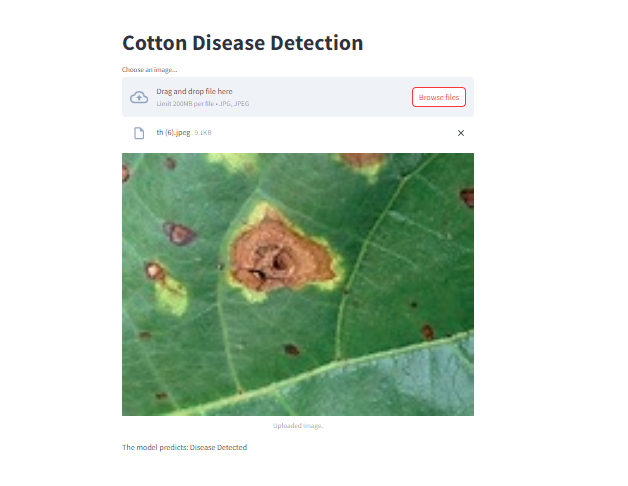 Cotton Disease Detection
Choose an image...
Drag and drop file here
Limit 200MB per file • JPG, JPEG
Browse files
th (6).jpeg 9.1KB
Uploaded Image.
The model predicts: Disease Detected